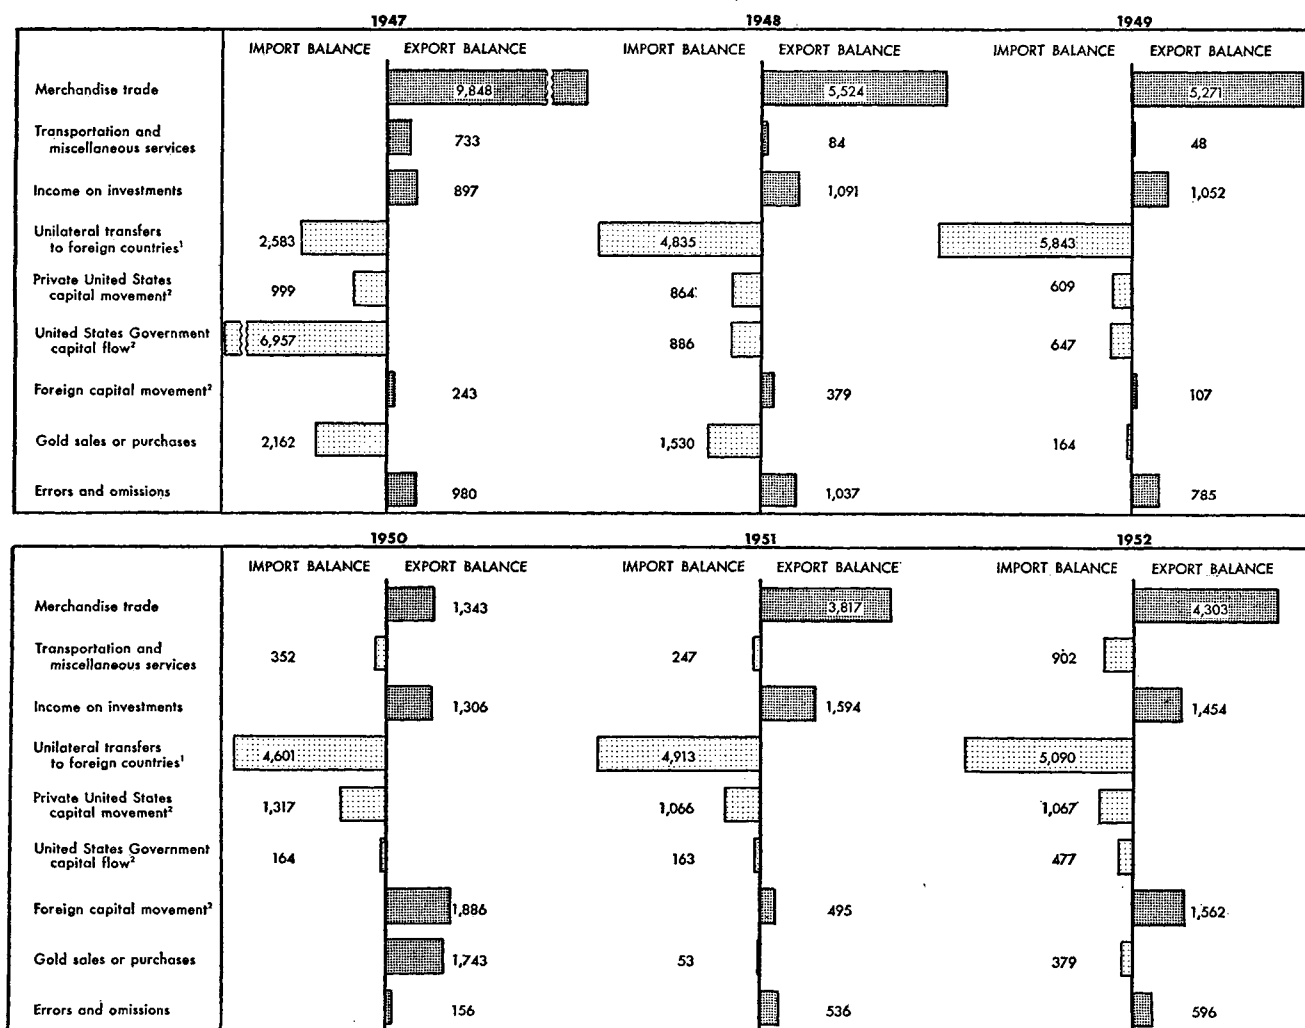 1947 1948 1949
IMPORT BALANCE EXPORT BALANCE IMPORT BALANCE EXPORT BALANCE IMPORT BALANCE EXPORT BALANCE
Merchandise trade 9,848 5,524 5,271
Transportation and
miscellaneous services 733 84 48
Income on investments 897 1,091 1,052
Unilateral transfers
to foreign countries¹ 2,583 4,835 5,843
Private United States
capital movement² 999 864 609
United States Government
capital flow² 6,957 886 647
Foreign capital movement² 243 379 107
Gold sales or purchases 2,162 1,530 164
Errors and omissions 980 1,037 785
1950 1951 1952
IMPORT BALANCE EXPORT BALANCE IMPORT BALANCE EXPORT BALANCE IMPORT BALANCE EXPORT BALANCE
Merchandise trade 1,343 3,817 4,303
Transportation and
miscellaneous services 352 247 902
Income on investments 1,306 1,594 1,454
Unilateral transfers
to foreign countries¹ 4,601 4,913 5,090
Private United States
capital movement² 1,317 1,066 1,067
United States Government
capital flow² 164 163 477
Foreign capital movement² 1,886 495 1,562
Gold sales or purchases 1,743 53 379
Errors and omissions 156 536 596